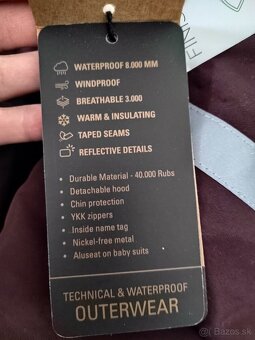 WATERPROOF 8.000 MM
WINDPROOF
BREATHABLE 3.000
WARM & INSULATING
TAPED SEAMS
REFLECTIVE DETAILS
• Durable Material - 40.000 Rubs
• Detachable hood
• Chin protection
• YKK zippers
• Inside name tag
• Nickel-free metal
• Aluseat on baby suits
TECHNICAL & WATERPROOF
OUTERWEAR
Bazos.sk